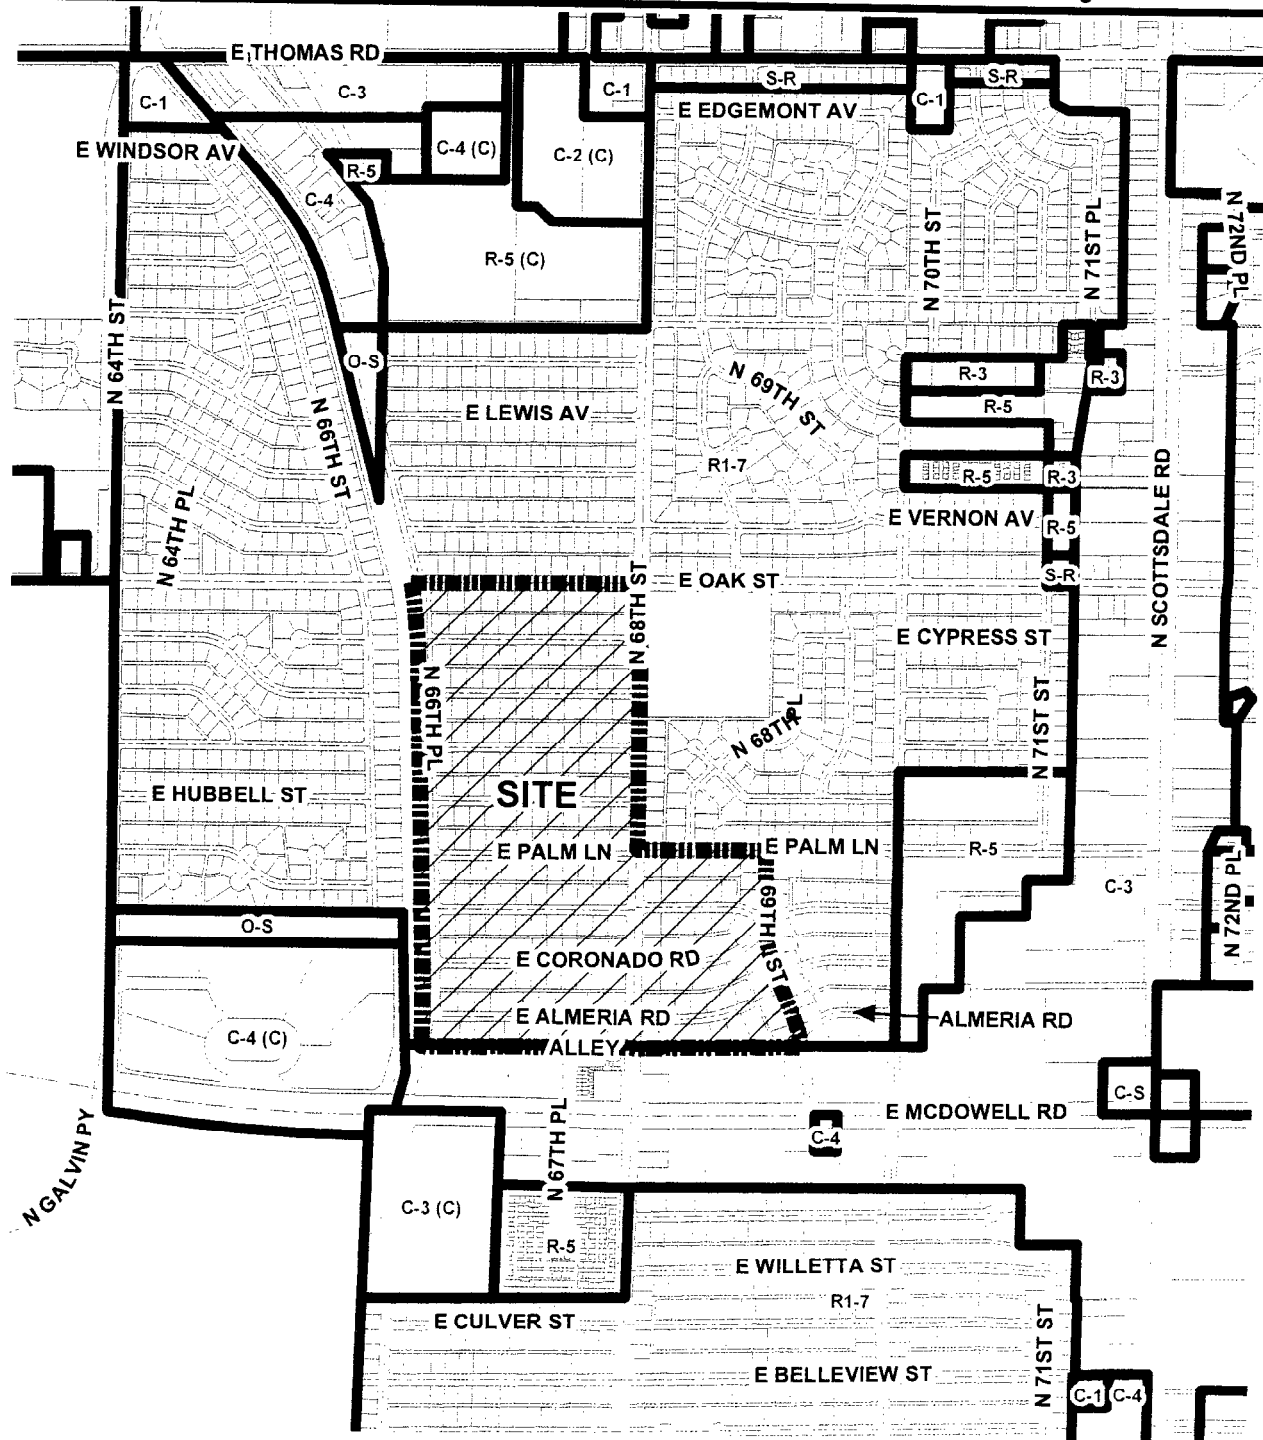 E THOMAS RD
S-R
S-R
C-1
C-3
C-1
C-1
E EDGEMONT AV
E WINDSOR AV
C-4 (C)
C-2 (C)
R-5
C-4
N 72ND PL
N 70TH ST
N 71ST PL
R-5 (C)
N 64TH ST
O-S
R-3
R-3
N 69TH ST
E LEWIS AV
R-5
N 66TH ST
R1-7
R-5
R-3
N SCOTTSDALE RD
N 64TH PL
E VERNON AV
R-5
E OAK ST
S-R
N 68TH ST
E CYPRESS ST
N 66TH PL
N 68TH PL
N 71ST ST
E HUBBELL ST
SITE
E PALM LN
E PALM LN
R-5
C-3
N 72ND PL
O-S
69TH ST
E CORONADO RD
E ALMERIA RD
ALMERIA RD
C-4 (C)
ALLEY
C-S
E MCDOWELL RD
C-4
N GALVIN PY
N 67TH PL
C-3 (C)
R-5
E WILLETTA ST
R1-7
E CULVER ST
N 71ST ST
E BELLEVIEW ST
C-1
C-4